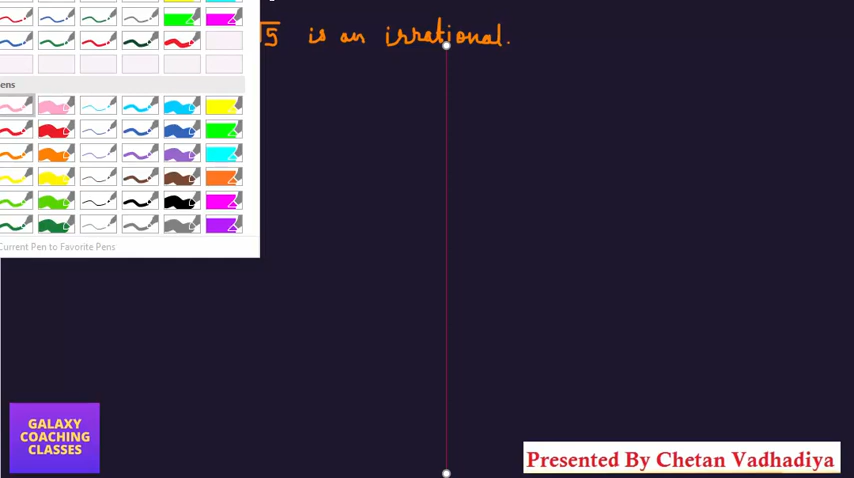 √5 is an irrational.
ens
Current Pen to Favorite Pens
GALAXY
COACHING
CLASSES
Presented By Chetan Vadhadiya